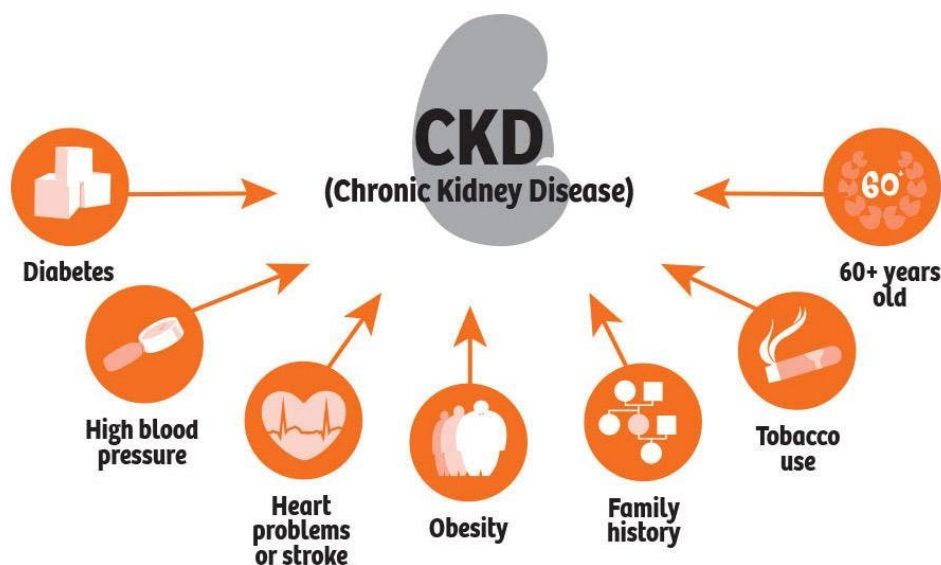 CKD
(Chronic Kidney Disease)
Diabetes
High blood
pressure
Heart
problems
or stroke
Obesity
Family
history
Tobacco
use
60+
60+ years
old